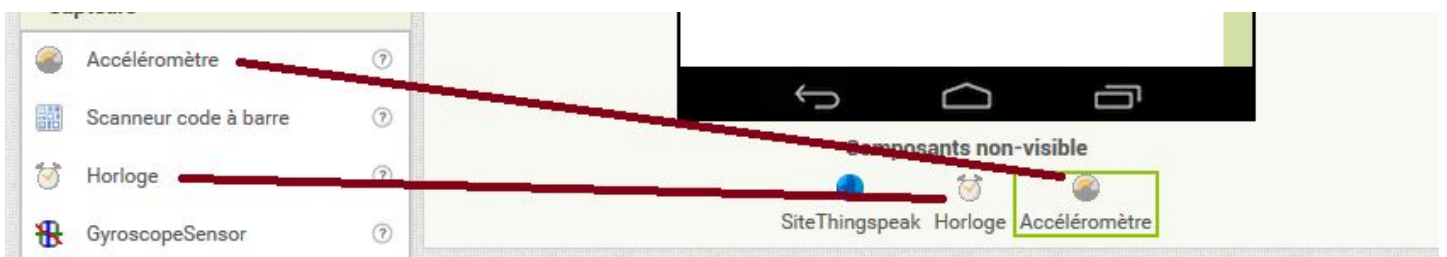 Accéléromètre
Scanneur code à barre
Horloge
GyroscopeSensor
Composants non-visible
SiteThingspeak Horloge Accéléromètre